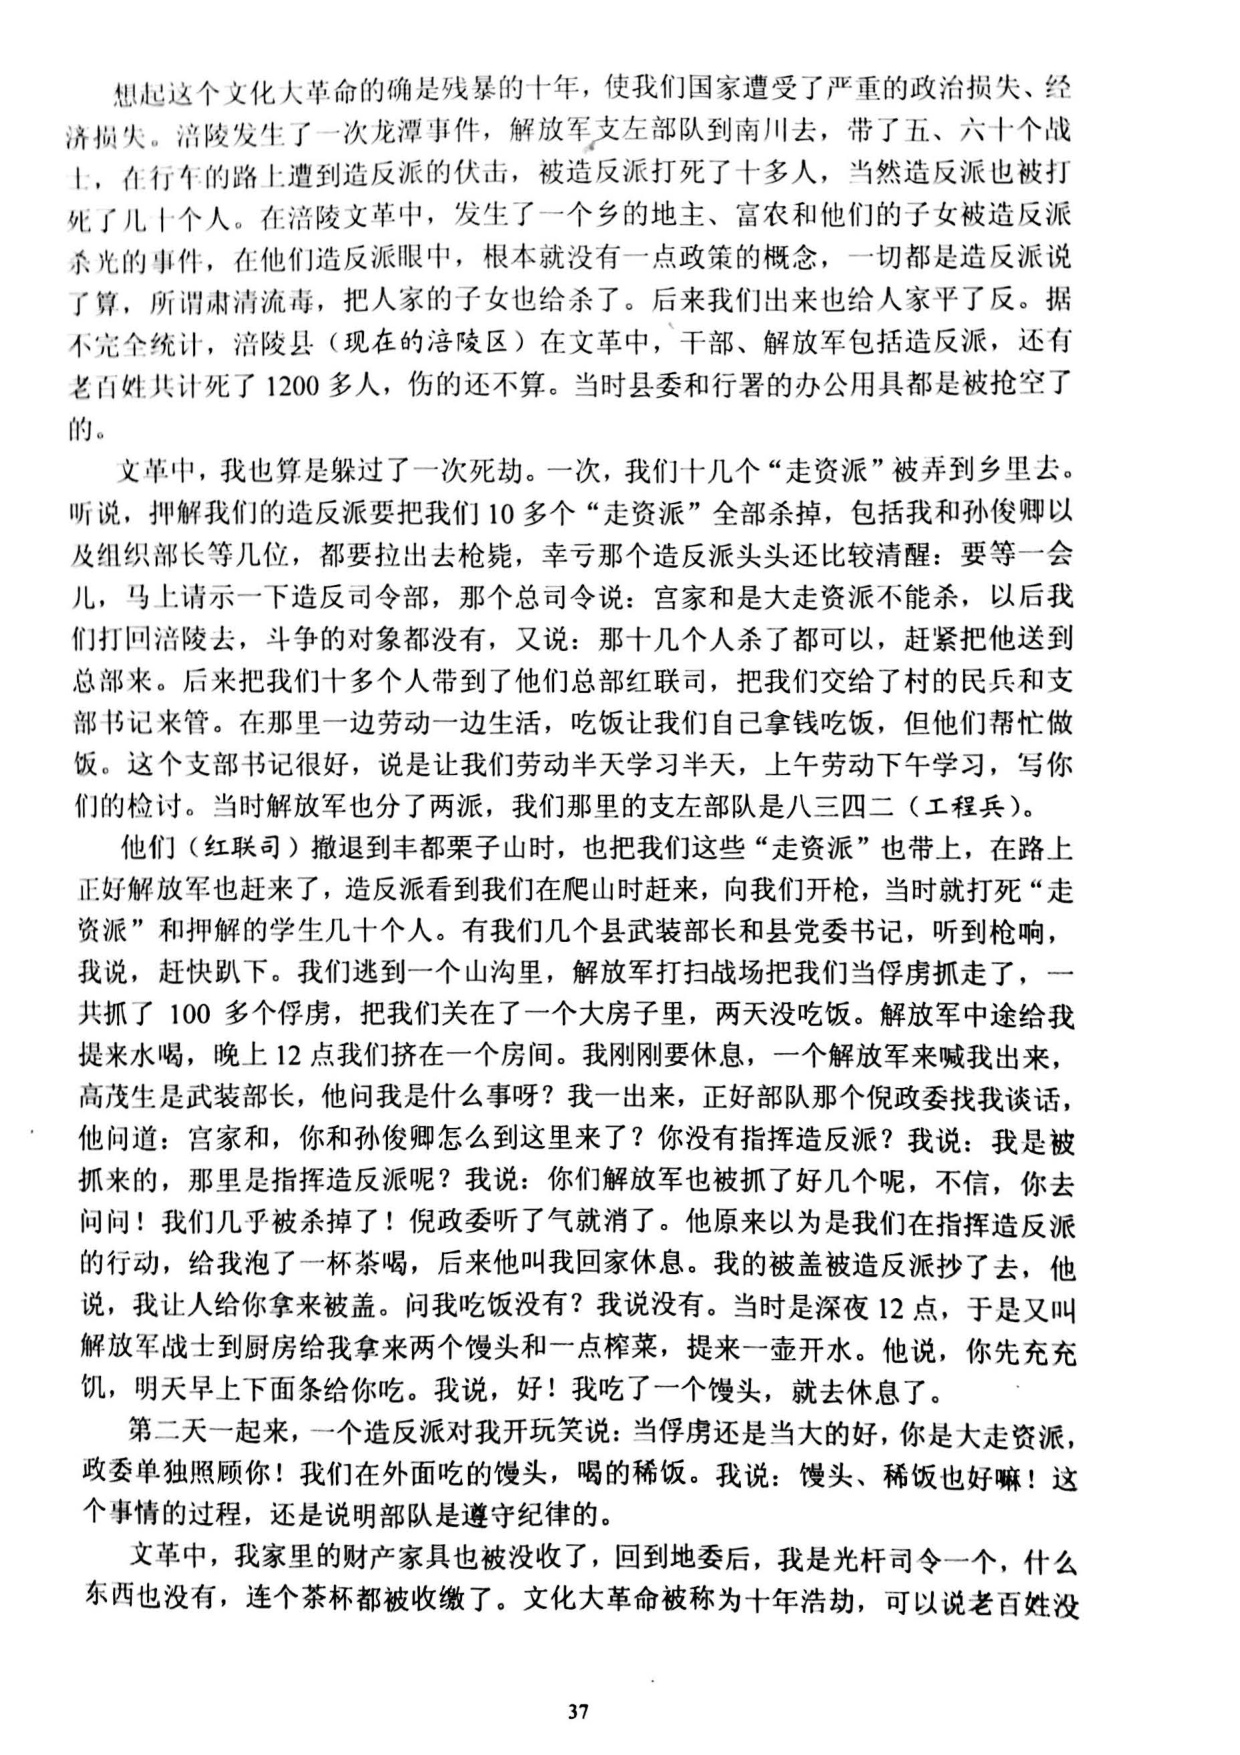 想起这个文化大革命的确是残暴的十年，使我们国家遭受了严重的政治损失、经
济损失。涪陵发生了一次龙潭事件，解放军支左部队到南川去，带了五、六十个战
士，在行车的路上遭到造反派的伏击，被造反派打死了十多人，当然造反派也被打
死了几十个人。在涪陵文革中，发生了一个乡的地主、富农和他们的子女被造反派
杀光的事件，在他们造反派眼中，根本就没有一点政策的概念，一切都是造反派说
了算，所谓肃清流毒，把人家的子女也给杀了。后来我们出来也给人家平了反。据
不完全统计，涪陵县（现在的涪陵区）在文革中，干部、解放军包括造反派，还有
老百姓共计死了 1200 多人，伤的还不算。当时县委和行署的办公用具都是被抢空了
的。
文革中，我也算是躲过了一次死劫。一次，我们十几个“走资派”被弄到乡里去。
听说，押解我们的造反派要把我们 10 多个“走资派”全部杀掉，包括我和孙俊卿以
及组织部长等几位，都要拉出去枪毙，幸亏那个造反派头头还比较清醒：要等一会
儿，马上请示一下造反司令部，那个总司令说：宫家和是大走资派不能杀，以后我
们打回涪陵去，斗争的对象都没有，又说：那十几个人杀了都可以，赶紧把他送到
总部来。后来把我们十多个人带到了他们总部红联司，把我们交给了村的民兵和支
部书记来管。在那里一边劳动一边生活，吃饭让我们自己拿钱吃饭，但他们帮忙做
饭。这个支部书记很好，说是让我们劳动半天学习半天，上午劳动下午学习，写你
们的检讨。当时解放军也分了两派，我们那里的支左部队是八三四二（工程兵）。
他们（红联司）撤退到丰都栗子山时，也把我们这些“走资派”也带上，在路上
正好解放军也赶来了，造反派看到我们在爬山时赶来，向我们开枪，当时就打死“走
资派”和押解的学生几十个人。有我们几个县武装部长和县党委书记，听到枪响，
我说，赶快趴下。我们逃到一个山沟里，解放军打扫战场把我们当俘虏抓走了，一
共抓了 100 多个俘虏，把我们关在了一个大房子里，两天没吃饭。解放军中途给我
提来水喝，晚上 12 点我们挤在一个房间。我刚刚要休息，一个解放军来喊我出来，
高茂生是武装部长，他问我是什么事呀？我一出来，正好部队那个倪政委找我谈话，
他问道：宫家和，你和孙俊卿怎么到这里来了？你没有指挥造反派？我说：我是被
抓来的，那里是指挥造反派呢？我说：你们解放军也被抓了好几个呢，不信，你去
问问！我们几乎被杀掉了！倪政委听了气就消了。他原来以为是我们在指挥造反派
的行动，给我泡了一杯茶喝，后来他叫我回家休息。我的被盖被造反派抄了去，他
说，我让人给你拿来被盖。问我吃饭没有？我说没有。当时是深夜 12 点，于是又叫
解放军战士到厨房给我拿来两个馒头和一点榨菜，提来一壶开水。他说，你先充充
饥，明天早上下面条给你吃。我说，好！我吃了一个馒头，就去休息了。
第二天一起来，一个造反派对我开玩笑说：当俘虏还是当大的好，你是大走资派，
政委单独照顾你！我们在外面吃的馒头，喝的稀饭。我说：馒头、稀饭也好嘛！这
个事情的过程，还是说明部队是遵守纪律的。
文革中，我家里的财产家具也被没收了，回到地委后，我是光杆司令一个，什么
东西也没有，连个茶杯都被收缴了。文化大革命被称为十年浩劫，可以说老百姓没
37